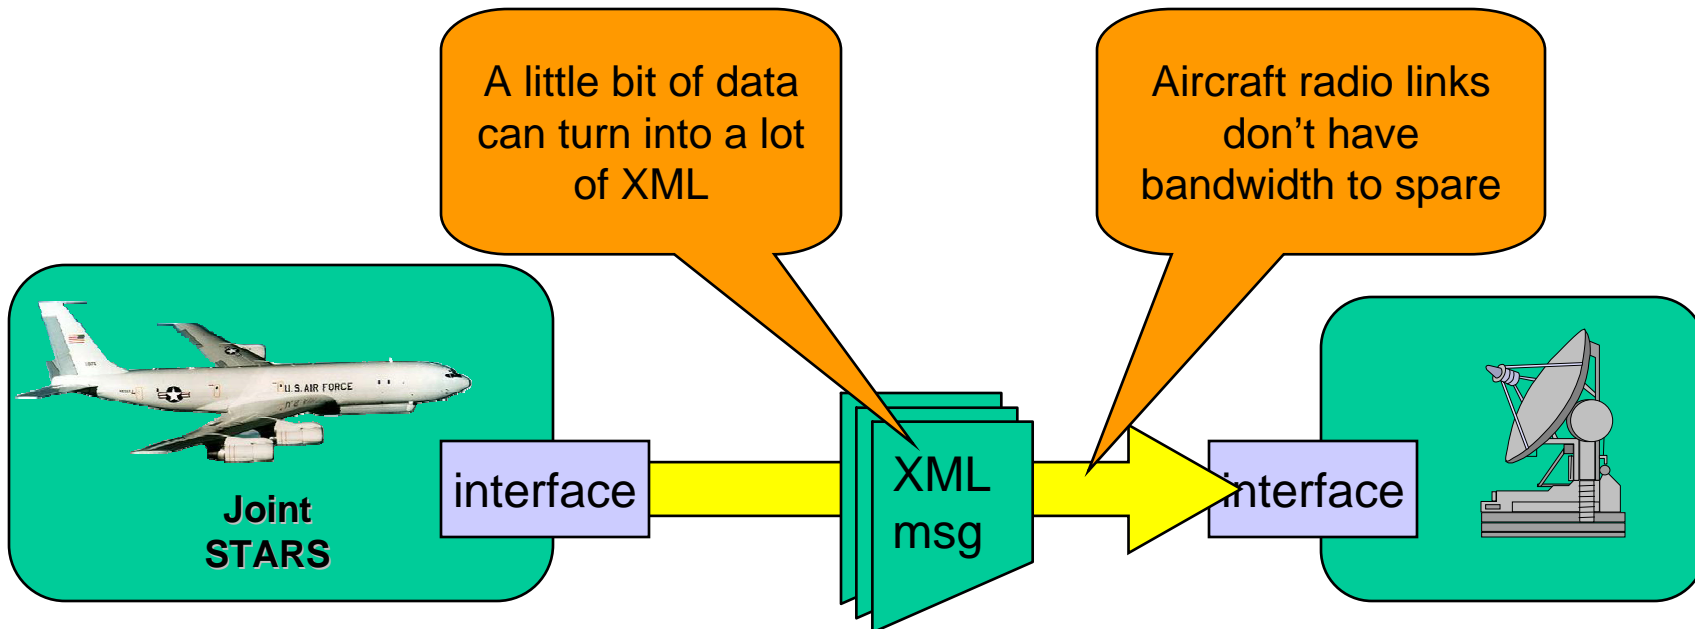 A little bit of data
can turn into a lot
of XML
Aircraft radio links
don’t have
bandwidth to spare
U.S. AIR FORCE
Joint
STARS
interface
XML
msg
interface